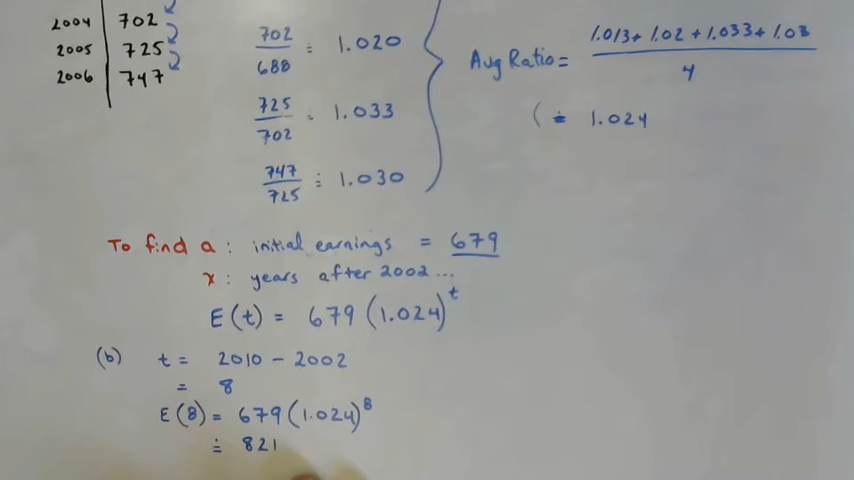 2004 702
2005 725
2006 747
702/688 ≐ 1.020
725/702 ≐ 1.033
747/725 ≐ 1.030
Avg Ratio = (1.013 + 1.02 + 1.033 + 1.03)/4
( ≐ 1.024
To find a : initial earnings = 679
x : years after 2002 ...
E(t) = 679 (1.024)^t
(b) t = 2010 - 2002
= 8
E(8) = 679 (1.024)^8
≐ 821